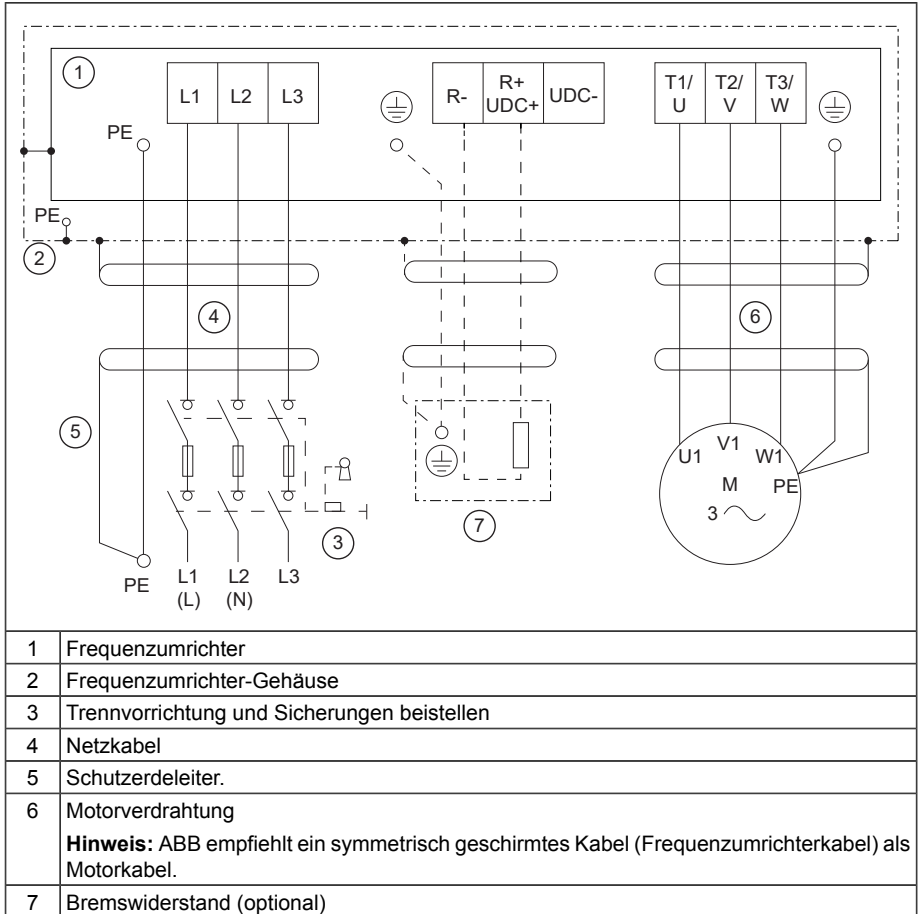 1
L1 L2 L3
R- R+ UDC+ UDC-
T1/ U T2/ V T3/ W
PE
PE
2
4
6
5
3
7
U1 V1 W1
M PE
3
PE
L1 L2 L3
(L) (N)
1 Frequenzumrichter
2 Frequenzumrichter-Gehäuse
3 Trennvorrichtung und Sicherungen beistellen
4 Netzkabel
5 Schutzerdeleiter.
6 Motorverdrahtung
Hinweis: ABB empfiehlt ein symmetrisch geschirmtes Kabel (Frequenzumrichterkabel) als
Motorkabel.
7 Bremswiderstand (optional)